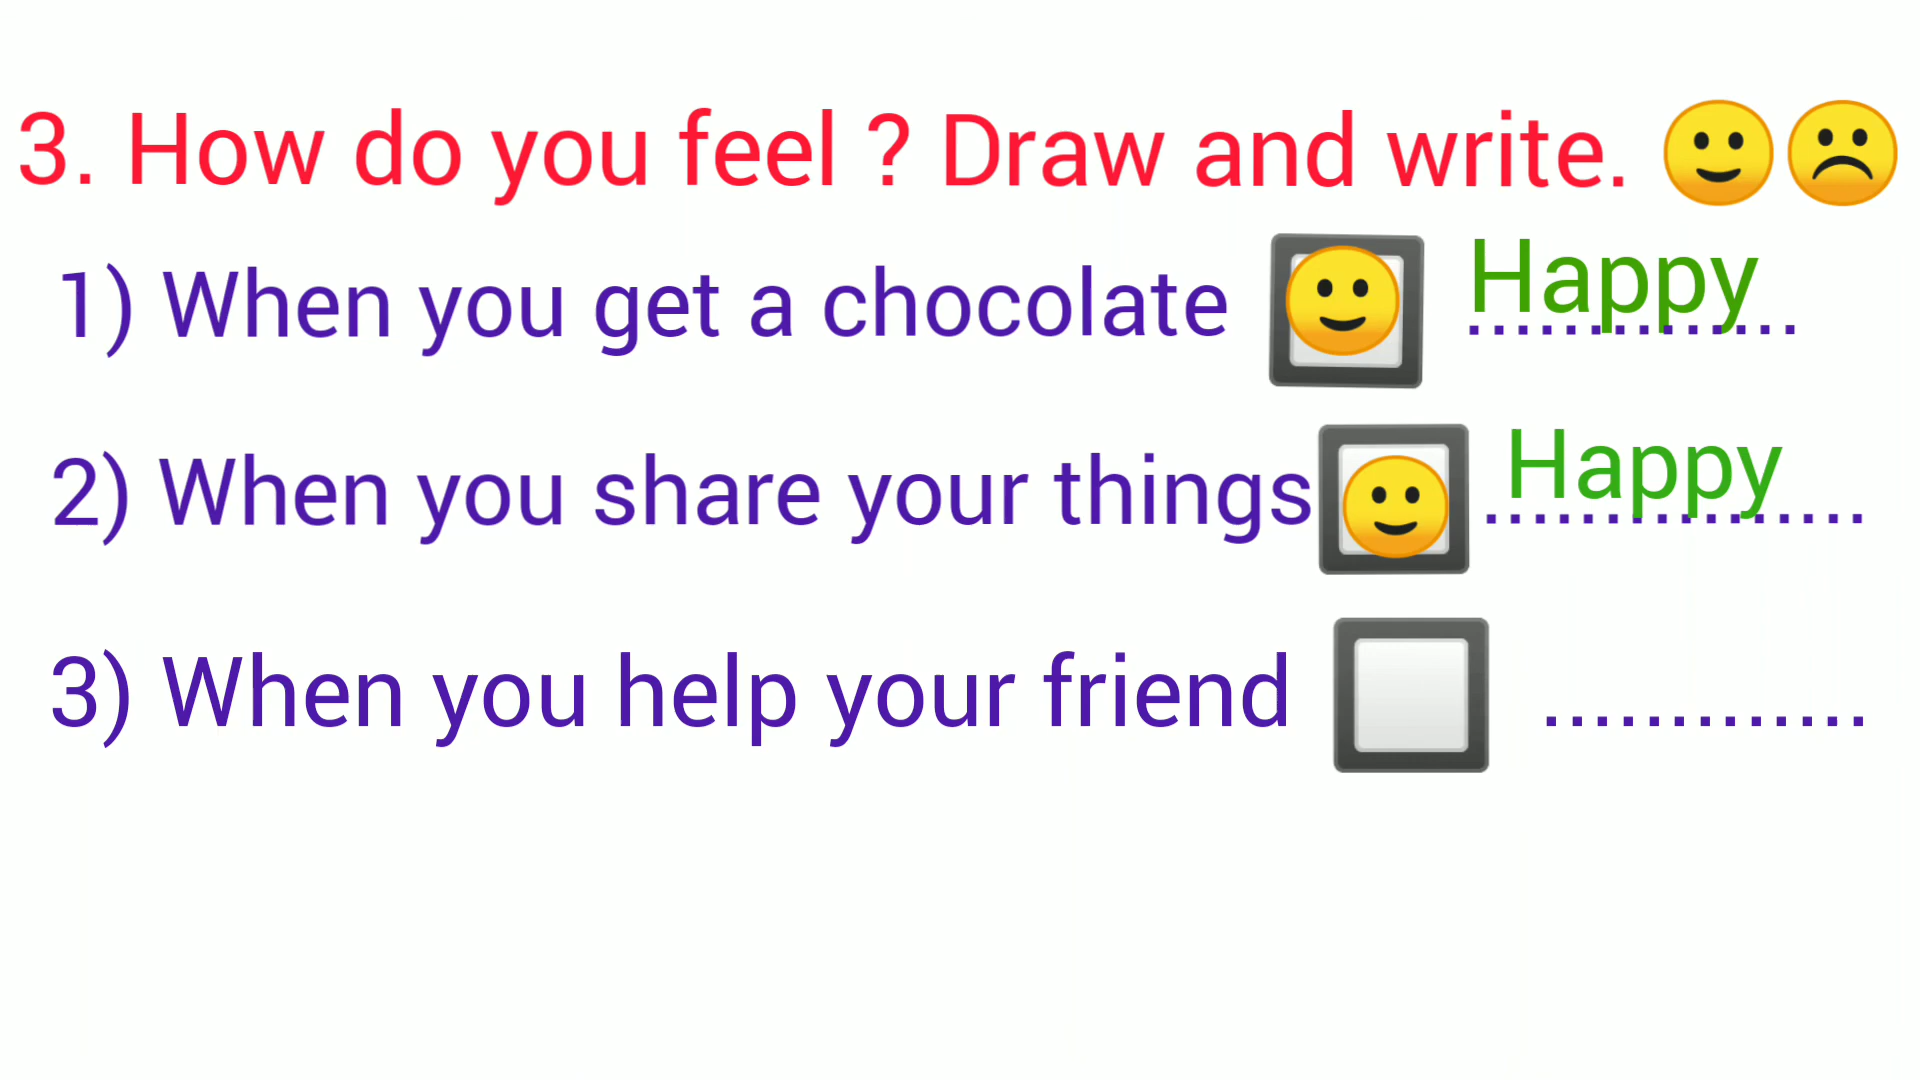 3. How do you feel ? Draw and write. 🙂☹️
1) When you get a chocolate 🙂 Happy .............
2) When you share your things 🙂 Happy ................
3) When you help your friend 🔲 .............